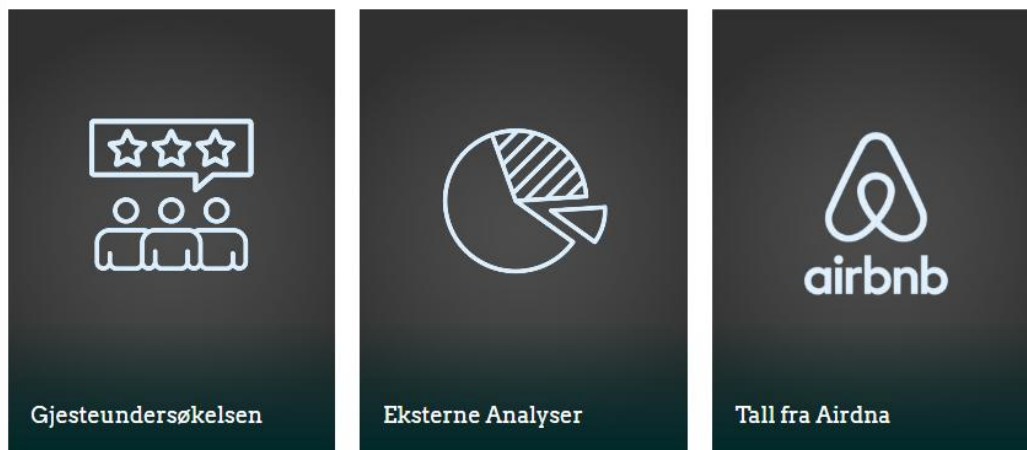 airbnb
Gjesteundersøkelsen
Eksterne Analyser
Tall fra Airdna